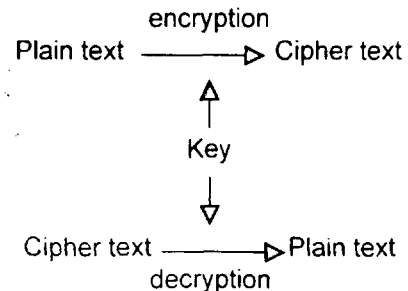 encryption
Plain text Cipher text
Key
Cipher text Plain text
decryption